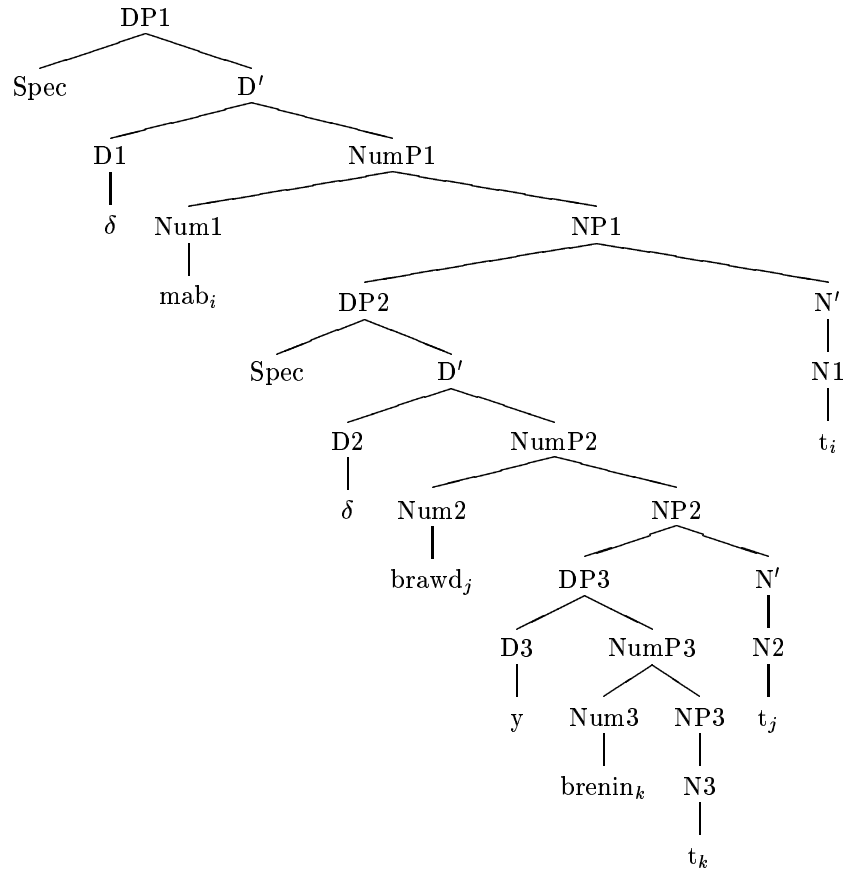 DP1
Spec D′
D1 NumP1
δ Num1 NP1
mab_i DP2 N′
Spec D′ N1
D2 NumP2 t_i
δ Num2 NP2
brawd_j DP3 N′
D3 NumP3 N2
y Num3 NP3 t_j
brenin_k N3
t_k